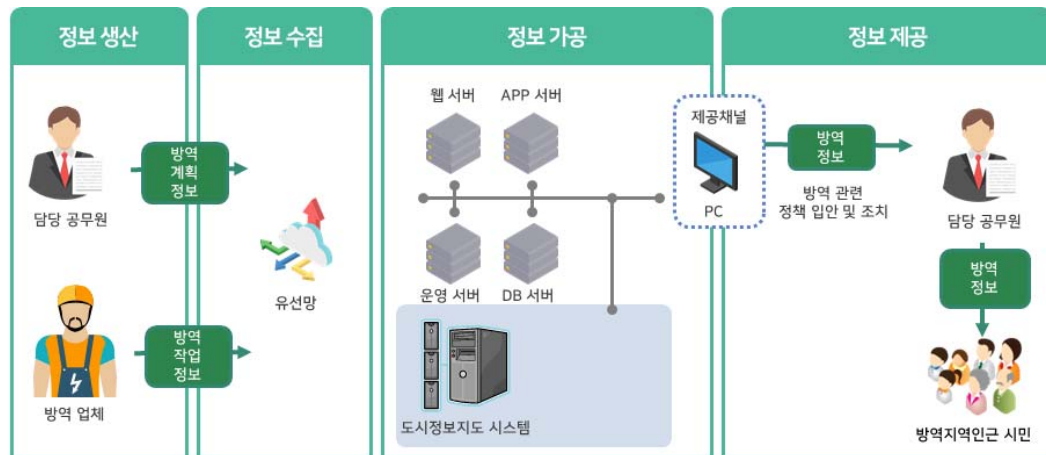 정보 생산
정보 수집
정보 가공
정보 제공
담당 공무원
방역
계획
정보
방역 업체
방역
작업
정보
유선망
웹 서버
APP 서버
운영 서버
DB 서버
도시정보지도 시스템
제공채널
PC
방역
정보
방역 관련
정책 입안 및 조치
담당 공무원
방역
정보
방역지역인근 시민